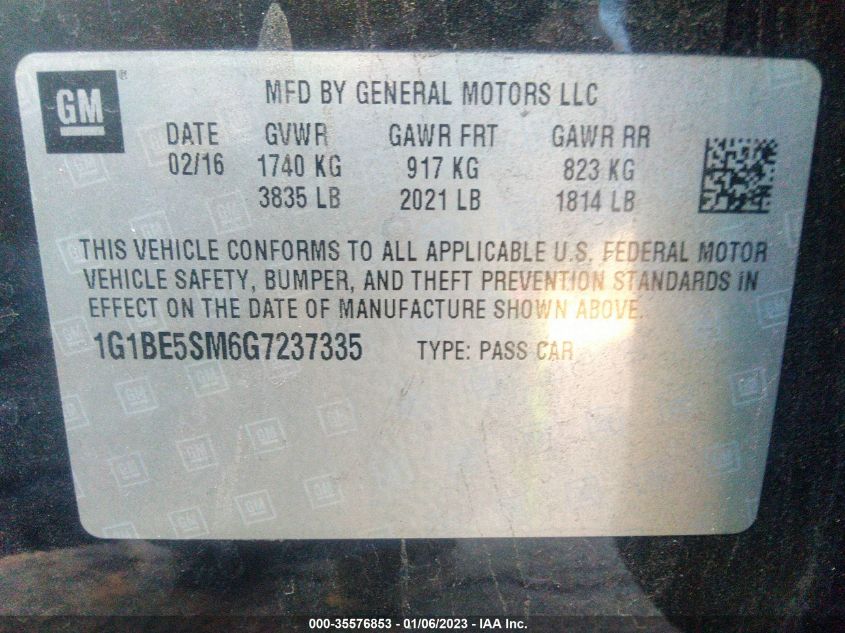 GM
MFD BY GENERAL MOTORS LLC
DATE GVWR GAWR FRT GAWR RR
02/16 1740 KG 917 KG 823 KG
3835 LB 2021 LB 1814 LB
THIS VEHICLE CONFORMS TO ALL APPLICABLE U.S. FEDERAL MOTOR
VEHICLE SAFETY, BUMPER, AND THEFT PREVENTION STANDARDS IN
EFFECT ON THE DATE OF MANUFACTURE SHOWN ABOVE.
1G1BE5SM6G7237335 TYPE: PASS CAR
000-35576853 - 01/06/2023 - IAA Inc.